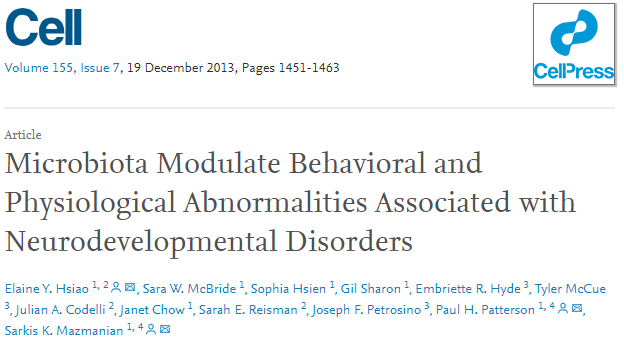 Cell
Volume 155, Issue 7, 19 December 2013, Pages 1451-1463
CellPress
Article
Microbiota Modulate Behavioral and
Physiological Abnormalities Associated with
Neurodevelopmental Disorders
Elaine Y. Hsiao 1, 2, Sara W. McBride 1, Sophia Hsien 1, Gil Sharon 1, Embriette R. Hyde 3, Tyler McCue
3, Julian A. Codelli 2, Janet Chow 1, Sarah E. Reisman 2, Joseph F. Petrosino 3, Paul H. Patterson 1, 4,
Sarkis K. Mazmanian 1, 4